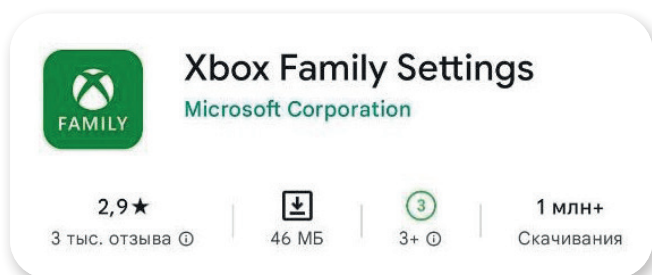 Xbox Family Settings
FAMILY
Microsoft Corporation
2,9★
3 тыс. отзыва
46 МБ
3
3+
1 млн+
Скачивания